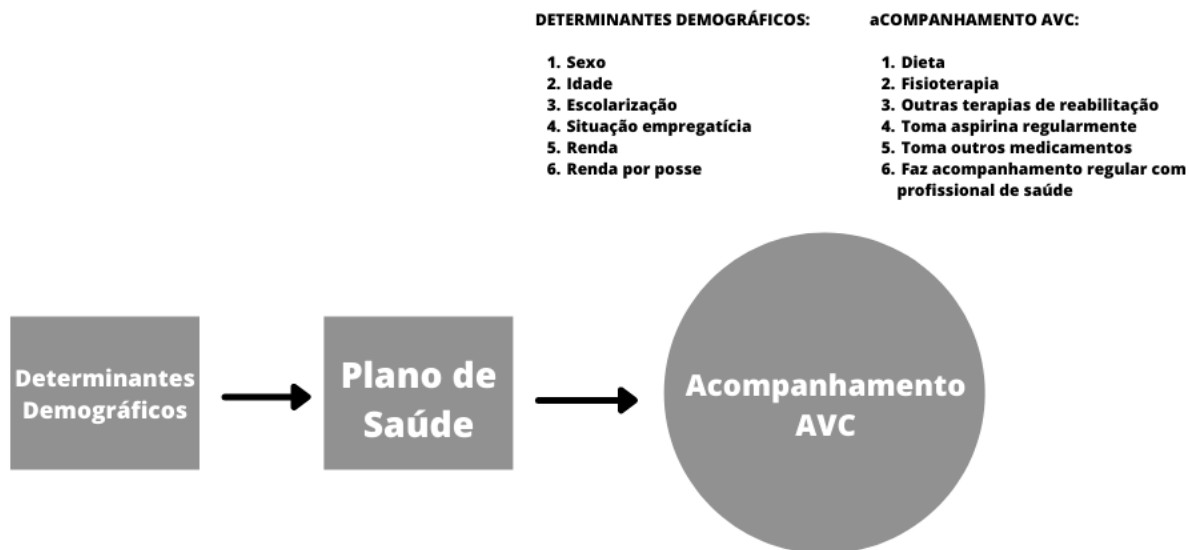 DETERMINANTES DEMOGRÁFICOS:
1. Sexo
2. Idade
3. Escolarização
4. Situação empregatícia
5. Renda
6. Renda por posse
aCOMPANHAMENTO AVC:
1. Dieta
2. Fisioterapia
3. Outras terapias de reabilitação
4. Toma aspirina regularmente
5. Toma outros medicamentos
6. Faz acompanhamento regular com
profissional de saúde
Determinantes
Demográficos
Plano de
Saúde
Acompanhamento
AVC